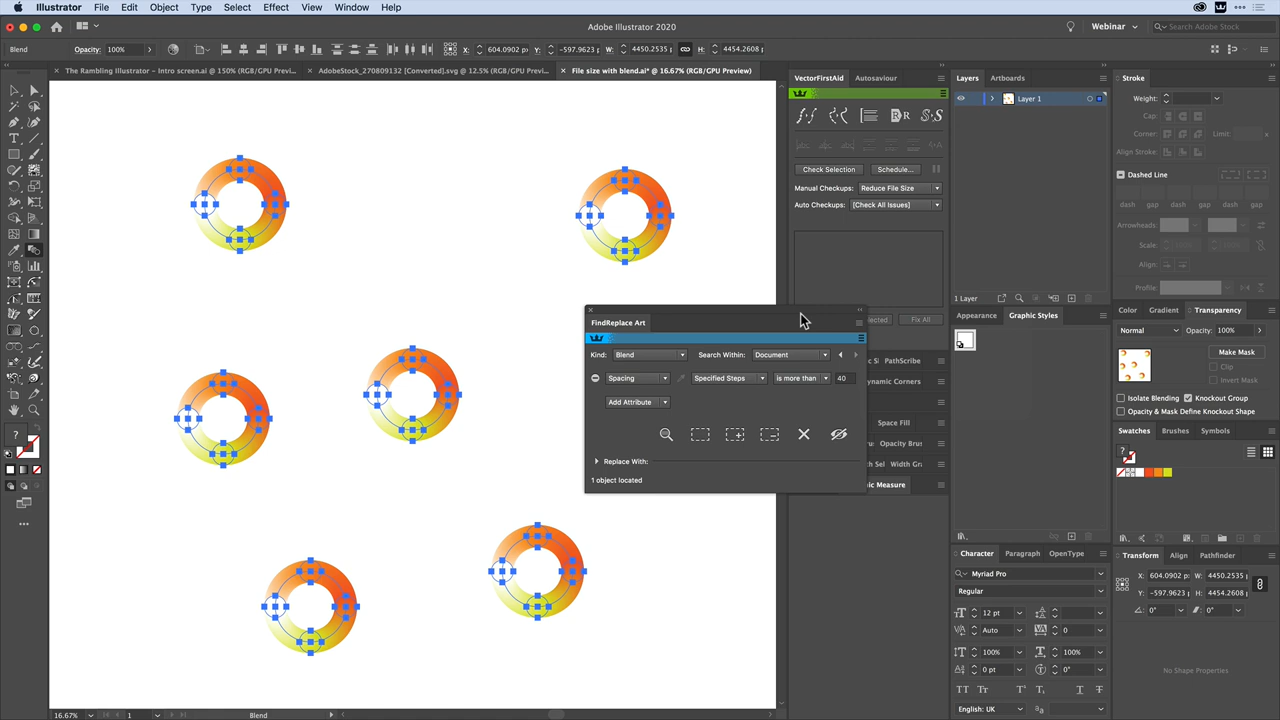 Illustrator File Edit Object Type Select Effect View Window Help
Adobe Illustrator 2020
Webinar
Search Adobe Stock
Blend Opacity: 100% X: 604.0902 p: Y: -597.9623 p: W: 4450.2535 H: 4454.2608
The Rambling Illustrator – Intro screen.ai @ 150% (RGB/GPU Previ...
AdobeStock_270809132 [Converted].svg @ 12.5% (RGB/GPU Previ...
File size with blend.ai* @ 16.67% (RGB/GPU Preview)
VectorFirstAid Autosaviour
Check Selection Schedule...
Manual Checkups: Reduce File Size
Auto Checkups: [Check All Issues]
Fix All
FindReplace Art
Kind: Blend Search Within: Document
Spacing Specified Steps is more than 40
Add Attribute
Replace With:
1 object located
PathScribe
Dynamic Corners
Space Fill
Opacity Brus
Width Gr
Measure
Layers Artboards
Layer 1
1 Layer
Appearance Graphic Styles
Stroke
Weight:
Cap:
Corner: Limit:
Align Stroke:
Dashed Line
dash gap dash gap dash gap
Arrowheads:
Scale: 100% 100%
Align:
Profile:
Color Gradient Transparency
Normal Opacity: 100%
Make Mask
Clip
Invert Mask
Isolate Blending Knockout Group
Opacity & Mask Define Knockout Shape
Swatches Brushes Symbols
Character Paragraph OpenType
Myriad Pro
Regular
12 pt
Auto 0
100% 100%
0 pt 0°
English: UK
Transform Align Pathfinder
X: 604.0902 p: W: 4450.2535
Y: -597.9623 H: 4454.2608
0° 0°
No Shape Properties
16.67% 1 Blend